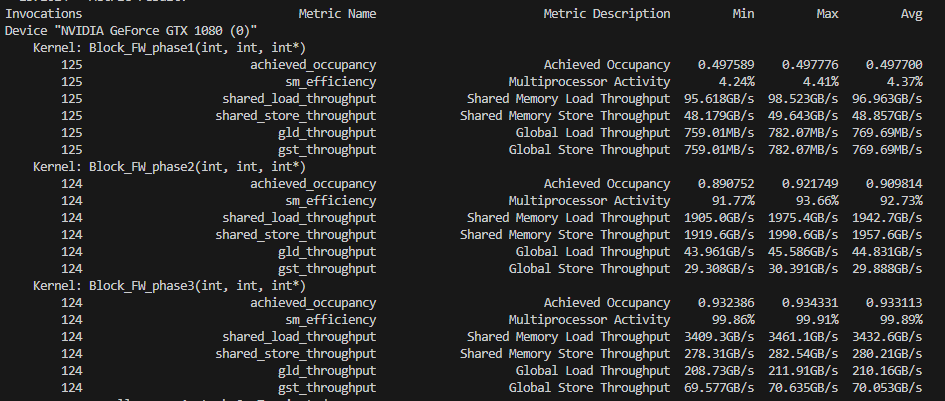 Invocations Metric Name Metric Description Min Max Avg
Device "NVIDIA GeForce GTX 1080 (0)"
Kernel: Block_FW_phase1(int, int, int*)
125 achieved_occupancy Achieved Occupancy 0.497589 0.497776 0.497700
125 sm_efficiency Multiprocessor Activity 4.24% 4.41% 4.37%
125 shared_load_throughput Shared Memory Load Throughput 95.618GB/s 98.523GB/s 96.963GB/s
125 shared_store_throughput Shared Memory Store Throughput 48.179GB/s 49.643GB/s 48.857GB/s
125 gld_throughput Global Load Throughput 759.01MB/s 782.07MB/s 769.69MB/s
125 gst_throughput Global Store Throughput 759.01MB/s 782.07MB/s 769.69MB/s
Kernel: Block_FW_phase2(int, int, int*)
124 achieved_occupancy Achieved Occupancy 0.890752 0.921749 0.909814
124 sm_efficiency Multiprocessor Activity 91.77% 93.66% 92.73%
124 shared_load_throughput Shared Memory Load Throughput 1905.0GB/s 1975.4GB/s 1942.7GB/s
124 shared_store_throughput Shared Memory Store Throughput 1919.6GB/s 1990.6GB/s 1957.6GB/s
124 gld_throughput Global Load Throughput 43.961GB/s 45.586GB/s 44.831GB/s
124 gst_throughput Global Store Throughput 29.308GB/s 30.391GB/s 29.888GB/s
Kernel: Block_FW_phase3(int, int, int*)
124 achieved_occupancy Achieved Occupancy 0.932386 0.934331 0.933113
124 sm_efficiency Multiprocessor Activity 99.86% 99.91% 99.89%
124 shared_load_throughput Shared Memory Load Throughput 3409.3GB/s 3461.1GB/s 3432.6GB/s
124 shared_store_throughput Shared Memory Store Throughput 278.31GB/s 282.54GB/s 280.21GB/s
124 gld_throughput Global Load Throughput 208.73GB/s 211.91GB/s 210.16GB/s
124 gst_throughput Global Store Throughput 69.577GB/s 70.635GB/s 70.053GB/s